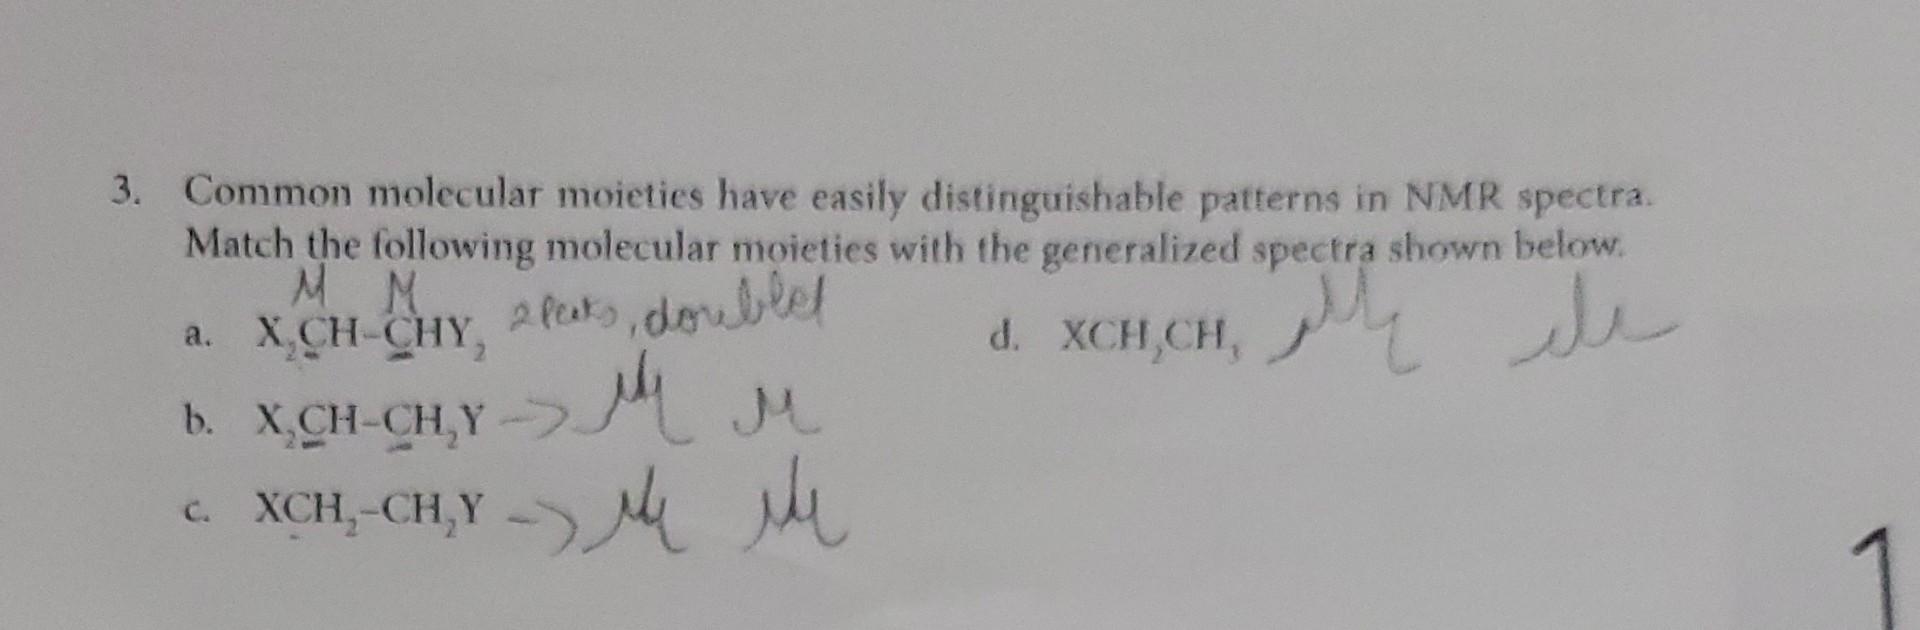 3. Common molecular moieties have easily distinguishable patterns in NMR spectra.
Match the following molecular moieties with the generalized spectra shown below.
a. X₂CH-CHY₂ 2 peaks, doublet
d. XCH₂CH₃
b. X₂CH-CH₂Y →
c. XCH₂-CH₂Y →
1